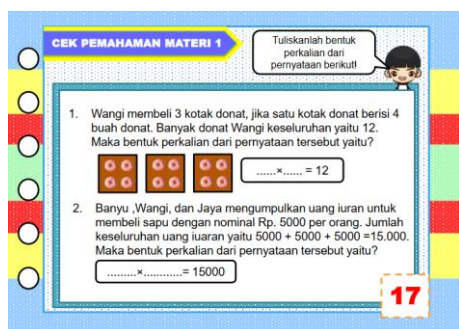 CEK PEMAHAMAN MATERI 1
Tuliskanlah bentuk
perkalian dari
pernyataan berikut!
1. Wangi membeli 3 kotak donat, jika satu kotak donat berisi 4
buah donat. Banyak donat Wangi keseluruhan yaitu 12.
Maka bentuk perkalian dari pernyataan tersebut yaitu?
......×...... = 12
2. Banyu ,Wangi, dan Jaya mengumpulkan uang iuran untuk
membeli sapu dengan nominal Rp. 5000 per orang. Jumlah
keseluruhan uang iuaran yaitu 5000 + 5000 + 5000 =15.000.
Maka bentuk perkalian dari pernyataan tersebut yaitu?
.........×............= 15000
17